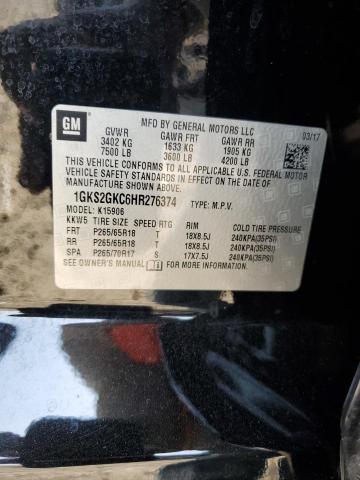 GM
MFD BY GENERAL MOTORS LLC 03/17
GVWR GAWR FRT GAWR RR
3402 KG 1633 KG 1905 KG
7500 LB 3600 LB 4200 LB
THIS VEHICLE CONFORMS TO ALL APPLICABLE U.S. FEDERAL MOTOR
VEHICLE SAFETY STANDARDS IN EFFECT ON THE DATE OF
MANUFACTURE SHOWN ABOVE.
1GKS2GKC6HR276374 TYPE: M.P.V.
MODEL: K15906
KKW5 TIRE SIZE SPEED RTG RIM COLD TIRE PRESSURE
FRT P265/65R18 T 18X8.5J 240KPA(35PSI)
RR P265/65R18 T 18X8.5J 240KPA(35PSI)
SPA P265/70R17 S 17X7.5J 240KPA(35PSI)
SEE OWNER'S MANUAL FOR ADDITIONAL INFORMATION.